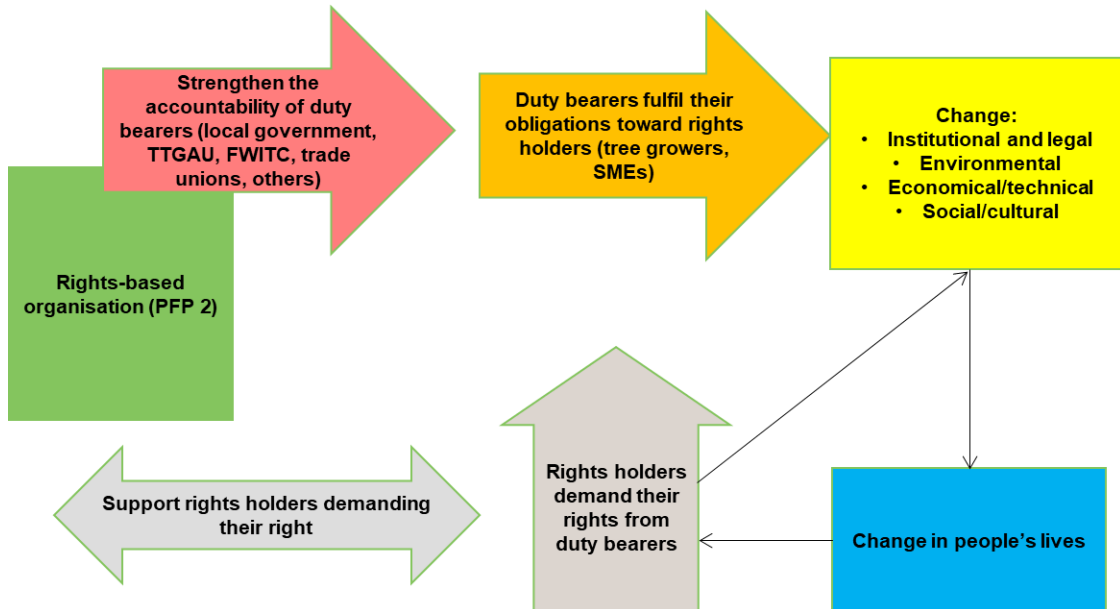 Strengthen the
accountability of duty
bearers (local government,
TTGAU, FWITC, trade
unions, others)
Duty bearers fulfil their
obligations toward rights
holders (tree growers,
SMEs)
Change:
• Institutional and legal
• Environmental
• Economical/technical
• Social/cultural
Rights-based
organisation (PFP 2)
Support rights holders demanding
their right
Rights holders
demand their
rights from
duty bearers
Change in people's lives